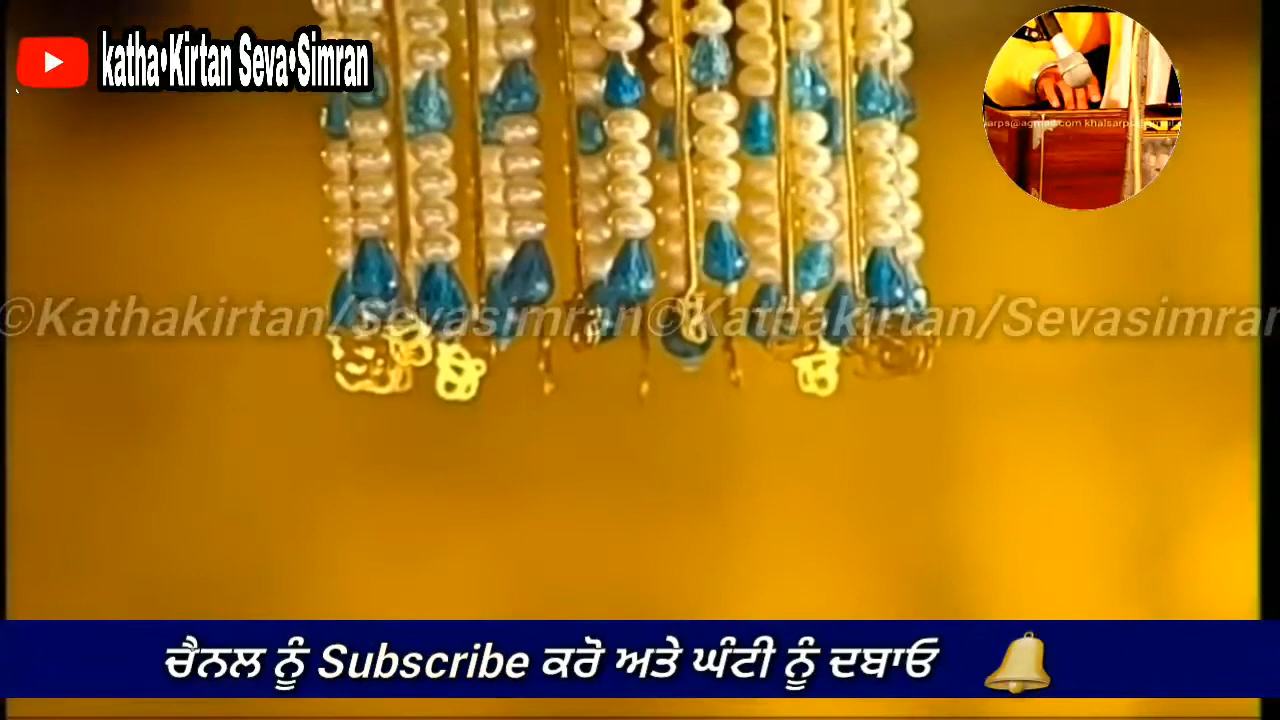 katha•Kirtan Seva•Simran
©Kathakirtan/Sevasimran©Kathakirtan/Sevasimran
ਚੈਨਲ ਨੂੰ Subscribe ਕਰੋ ਅਤੇ ਘੰਟੀ ਨੂੰ ਦਬਾਓ